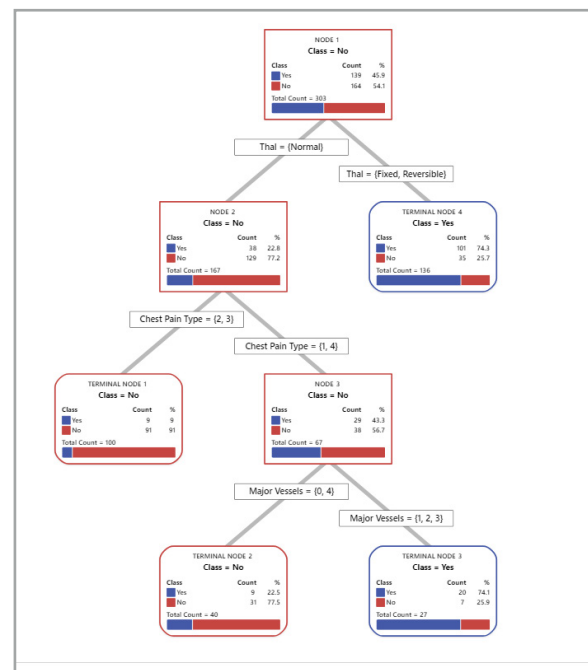 NODE 1
Class = No
Class Count %
Yes 139 45.9
No 164 54.1
Total Count = 303
Thal = {Normal}
Thal = {Fixed, Reversible}
NODE 2
Class = No
Class Count %
Yes 38 22.8
No 129 77.2
Total Count = 167
TERMINAL NODE 4
Class = Yes
Class Count %
Yes 101 74.3
No 35 25.7
Total Count = 136
Chest Pain Type = {2, 3}
Chest Pain Type = {1, 4}
TERMINAL NODE 1
Class = No
Class Count %
Yes 9 9
No 91 91
Total Count = 100
NODE 3
Class = No
Class Count %
Yes 29 43.3
No 38 56.7
Total Count = 67
Major Vessels = {0, 4}
Major Vessels = {1, 2, 3}
TERMINAL NODE 2
Class = No
Class Count %
Yes 9 22.5
No 31 77.5
Total Count = 40
TERMINAL NODE 3
Class = Yes
Class Count %
Yes 20 74.1
No 7 25.9
Total Count = 27